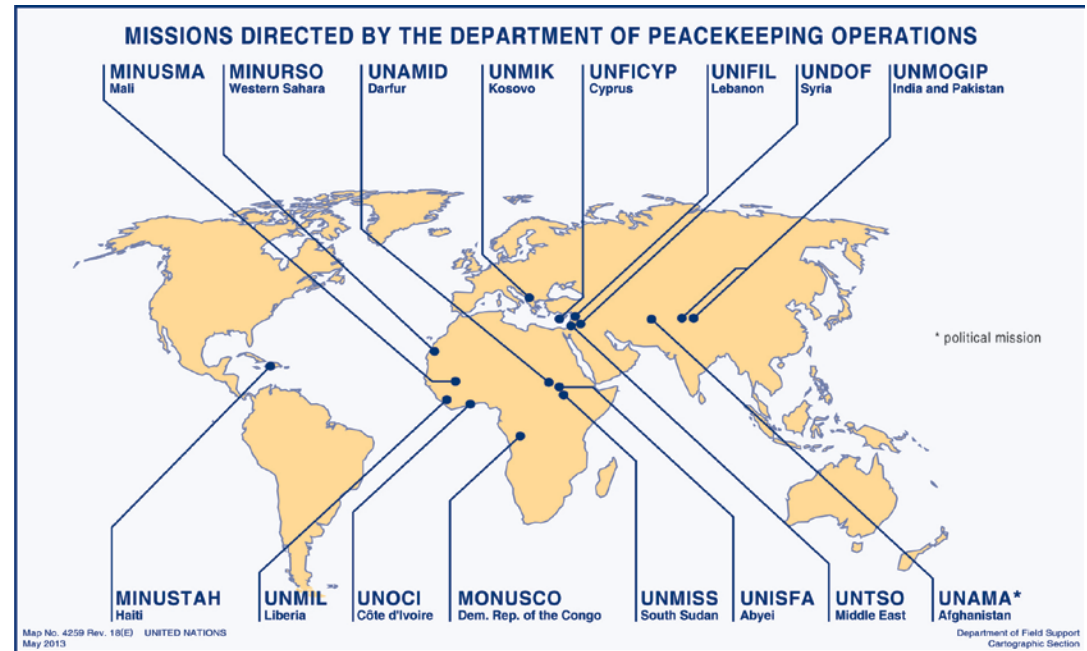 MISSIONS DIRECTED BY THE DEPARTMENT OF PEACEKEEPING OPERATIONS
MINUSMA
Mali
MINURSO
Western Sahara
UNAMID
Darfur
UNMIK
Kosovo
UNFICYP
Cyprus
UNIFIL
Lebanon
UNDOF
Syria
UNMOGIP
India and Pakistan
* political mission
MINUSTAH
Haiti
UNMIL
Liberia
UNOCI
Côte d'Ivoire
MONUSCO
Dem. Rep. of the Congo
UNMISS
South Sudan
UNISFA
Abyei
UNTSO
Middle East
UNAMA*
Afghanistan
Map No. 4259 Rev. 18(E) UNITED NATIONS
May 2013
Department of Field Support
Cartographic Section